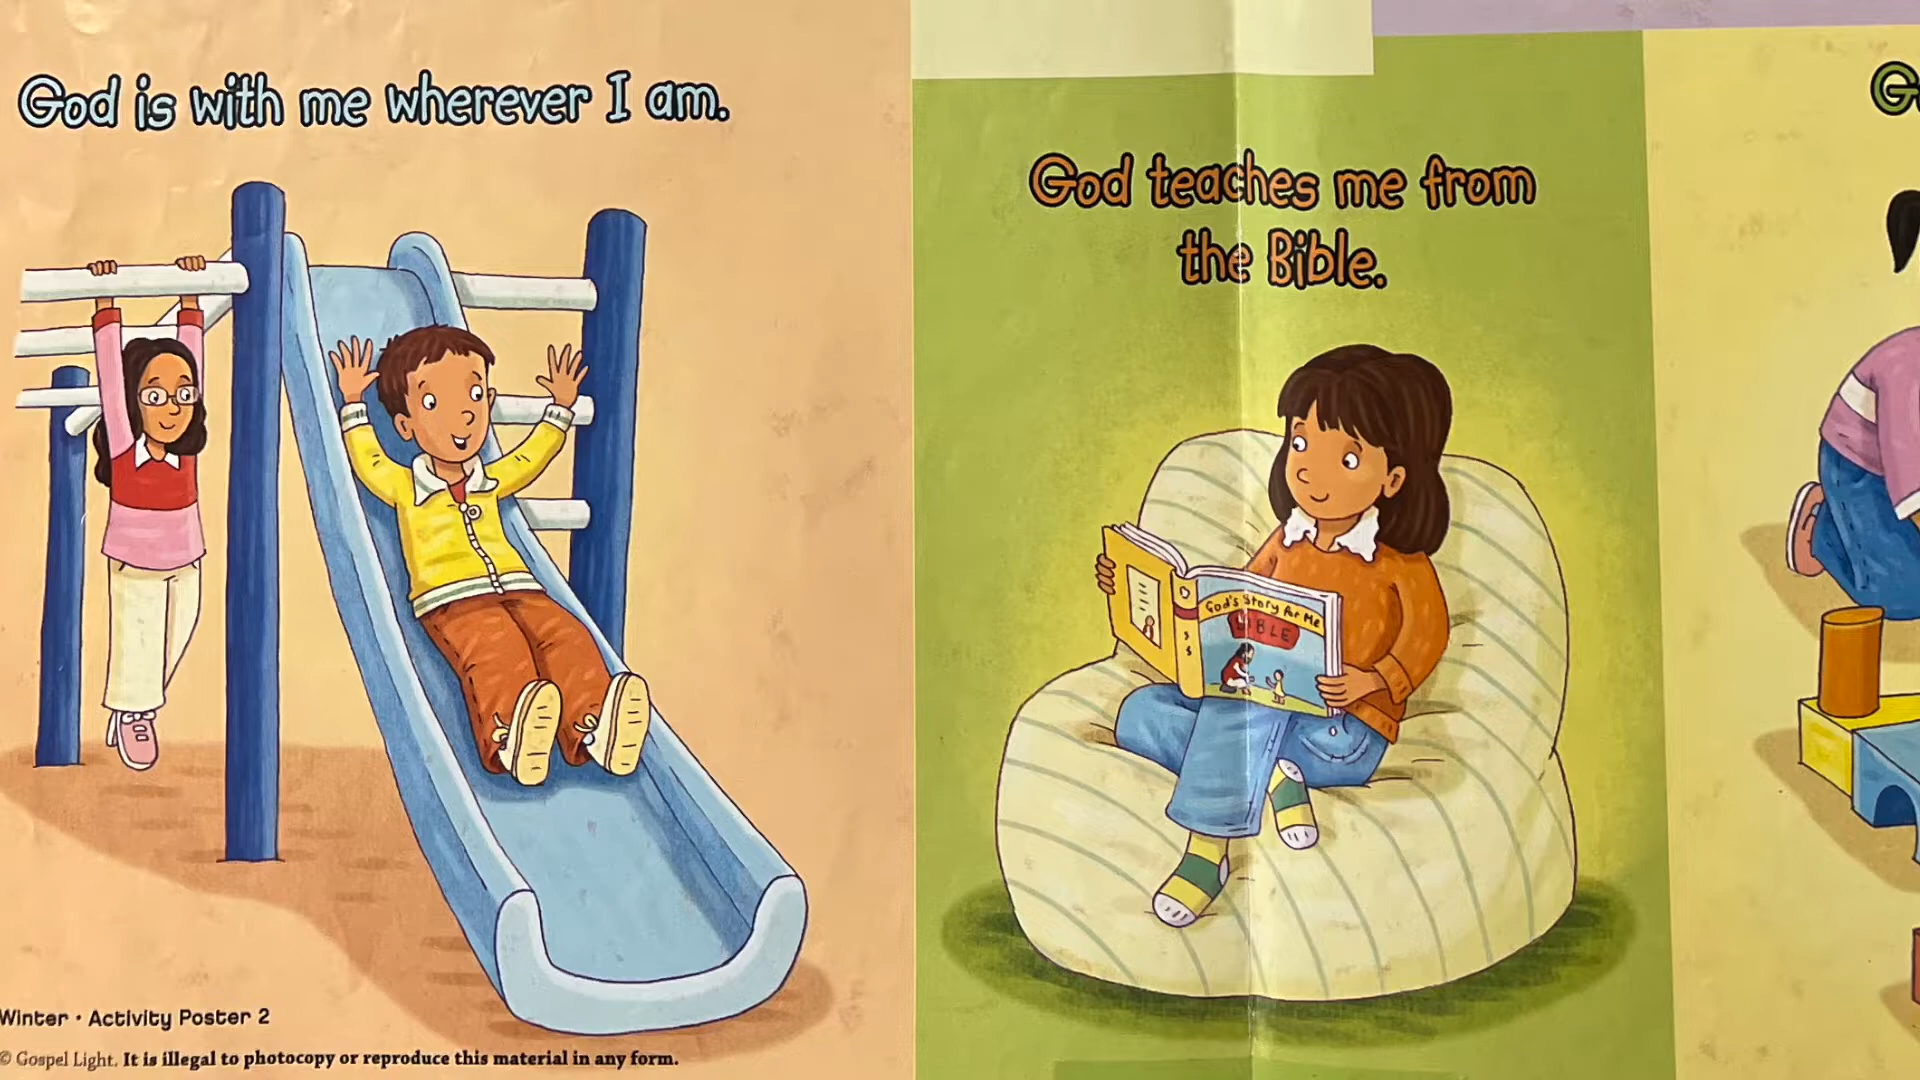 God is with me wherever I am.
God teaches me from
the Bible.
God's Story for Me
BIBLE
Winter • Activity Poster 2
© Gospel Light. It is illegal to photocopy or reproduce this material in any form.